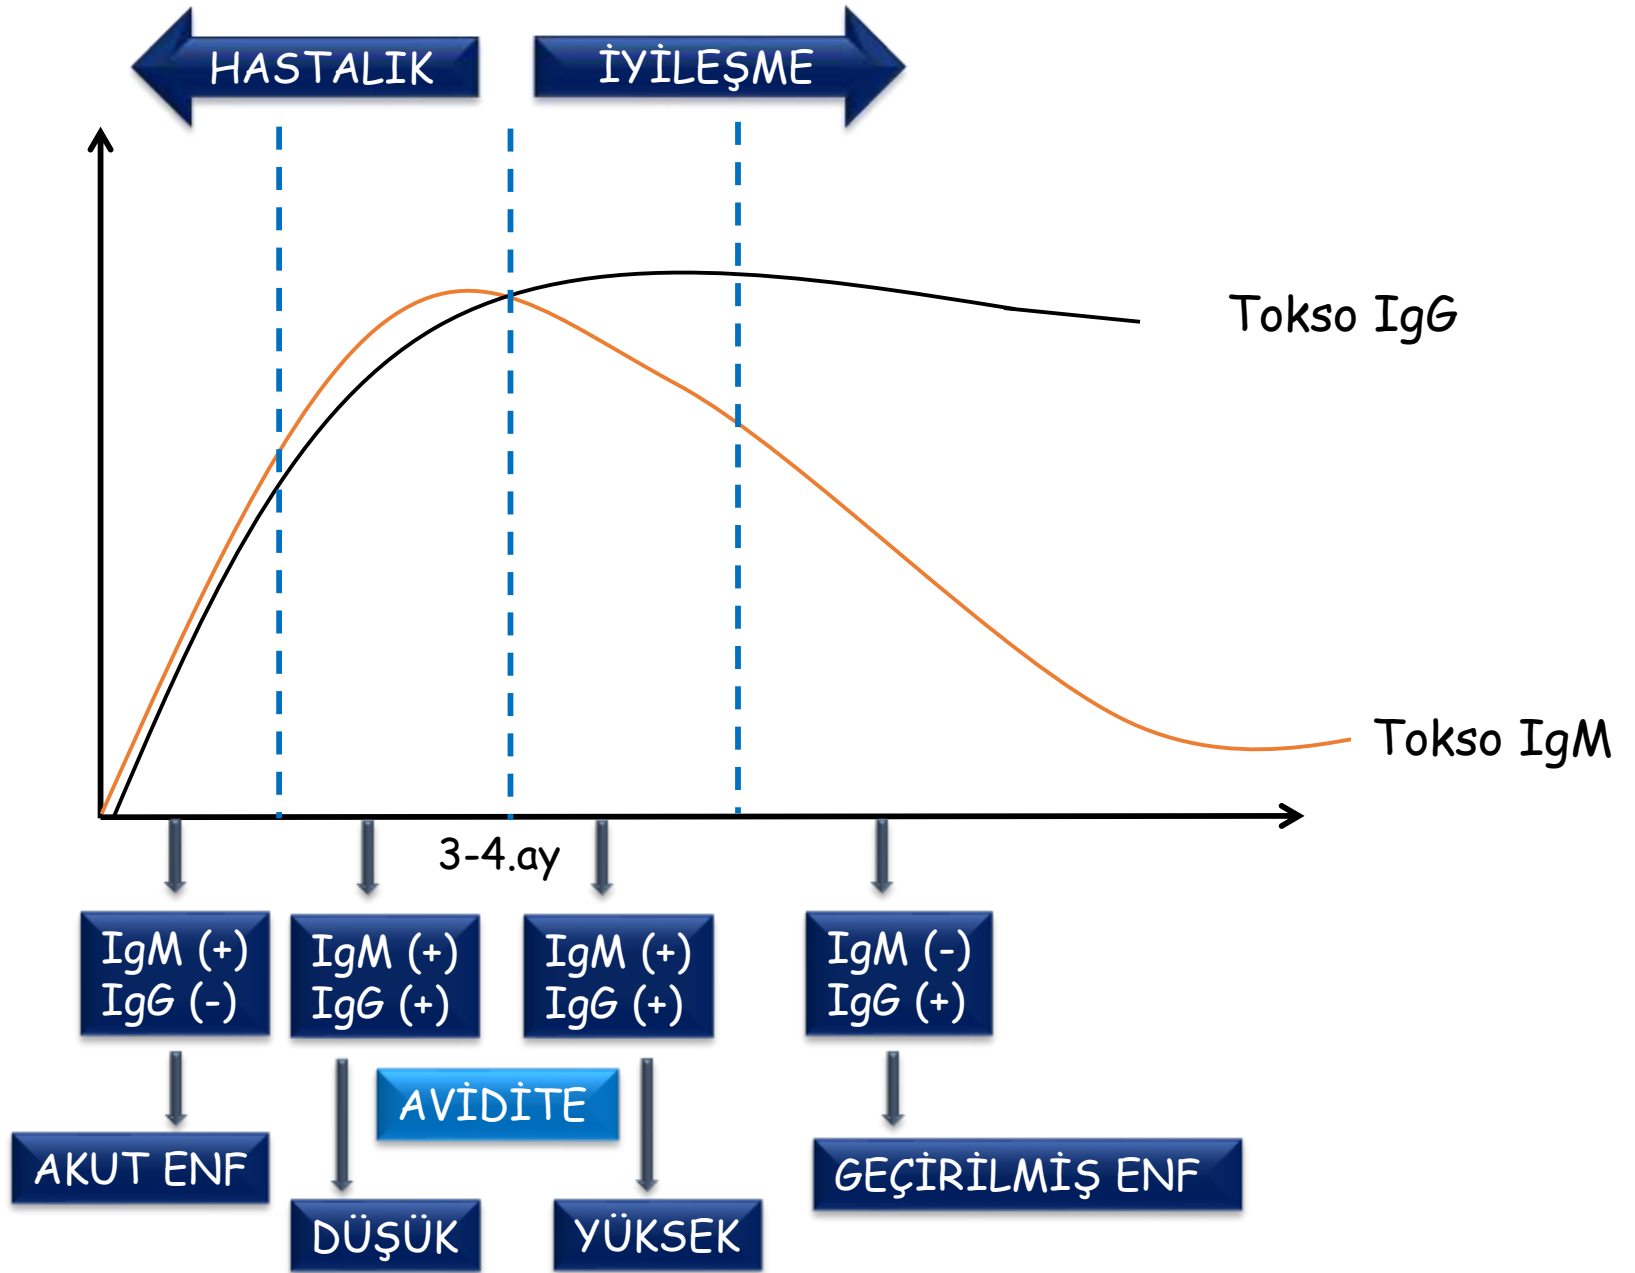 HASTALIK
İYİLEŞME
Tokso IgG
Tokso IgM
3-4.ay
IgM (+)
IgG (-)
IgM (+)
IgG (+)
IgM (+)
IgG (+)
IgM (-)
IgG (+)
AVİDİTE
AKUT ENF
GEÇİRİLMİŞ ENF
DÜŞÜK
YÜKSEK